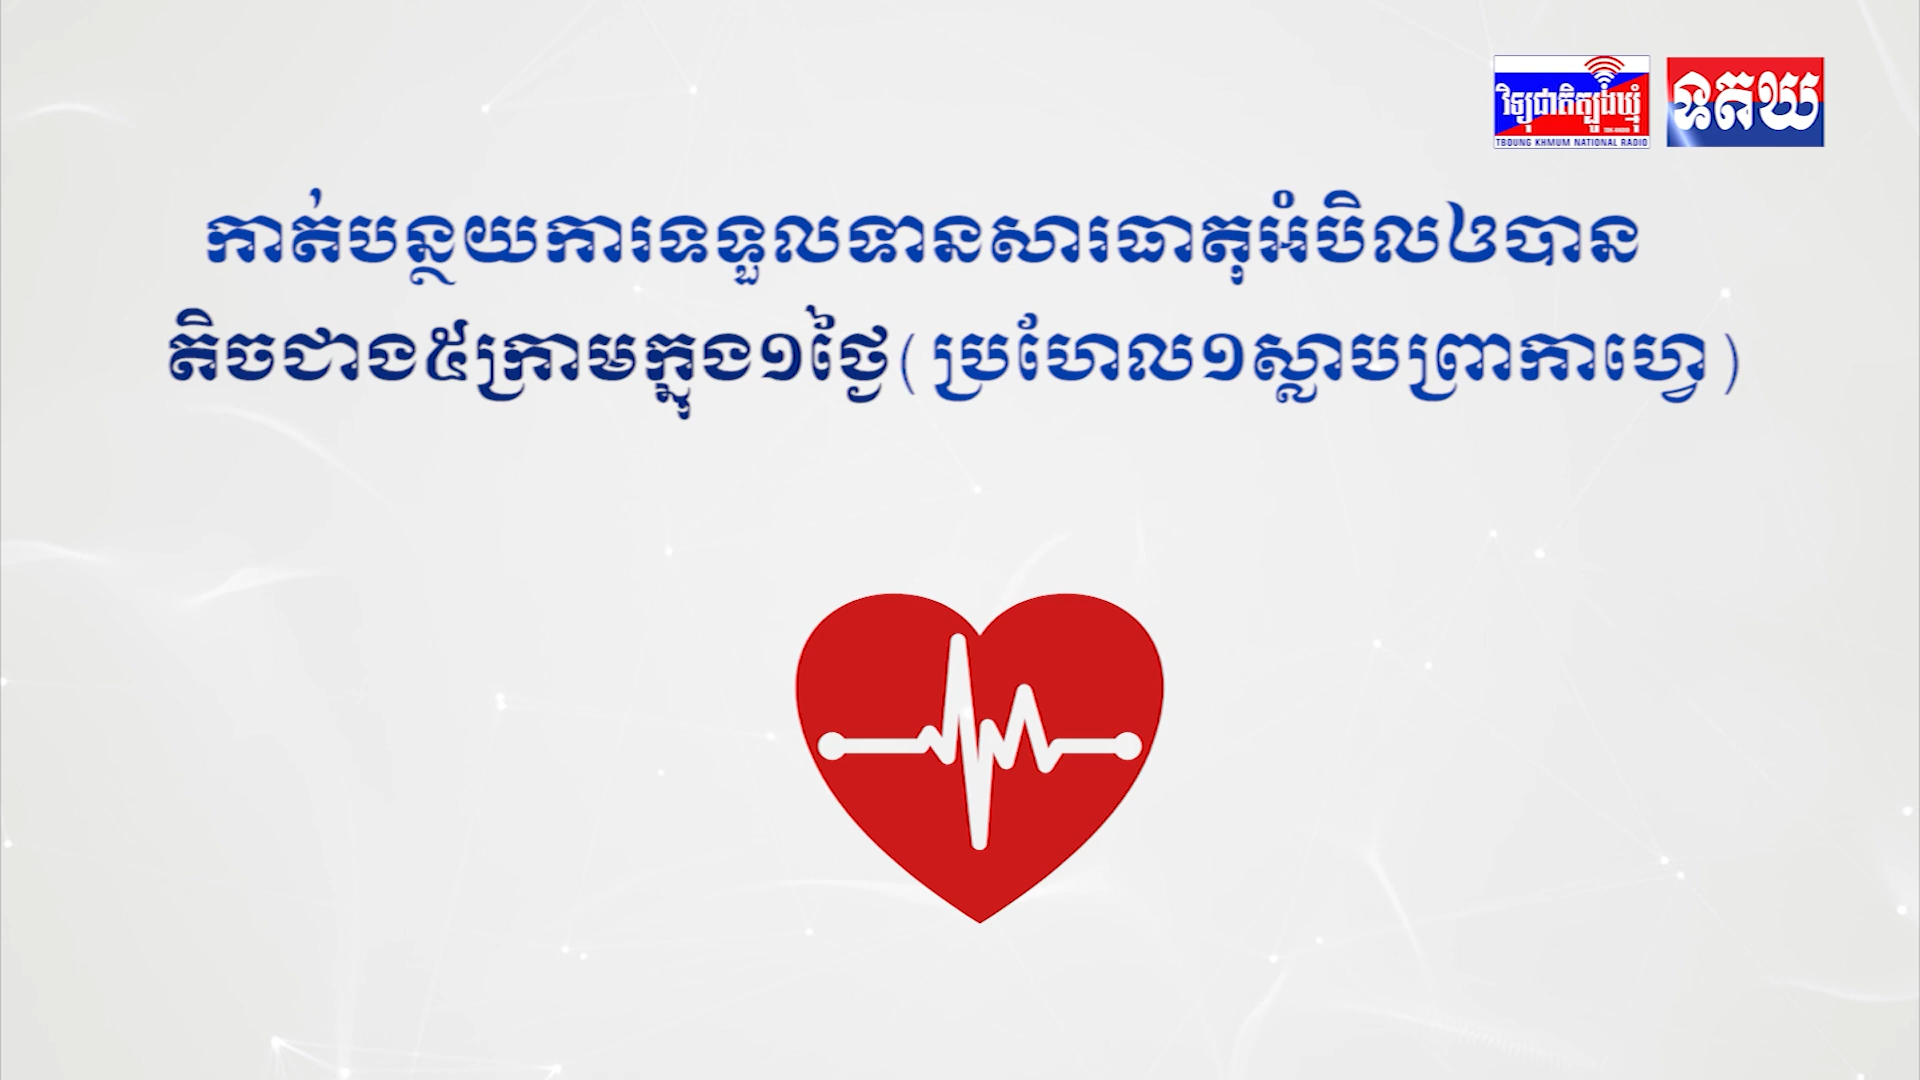 វិទ្យុជាតិត្បូងឃ្មុំ
TBOUNG KHMUM NATIONAL RADIO
ទតឃ
កាត់បន្ថយការទទួលទានសារធាតុអំបិលឲបាន
តិចជាង៥ក្រាមក្នុង១ថ្ងៃ(ប្រហែល១ស្លាបព្រាកាហ្វេ)